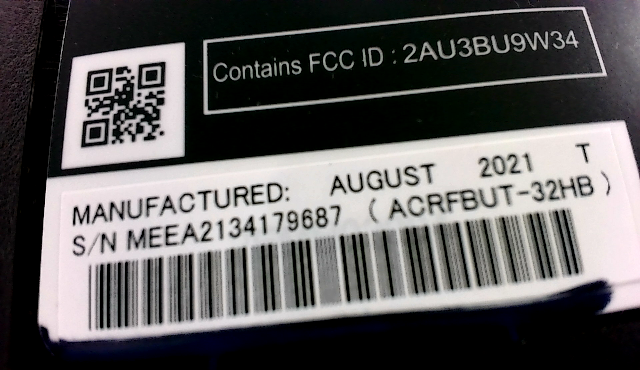 Contains FCC ID : 2AU3BU9W34
MANUFACTURED: AUGUST 2021 T
S/N MEEA2134179687 ( ACRFBUT-32HB )